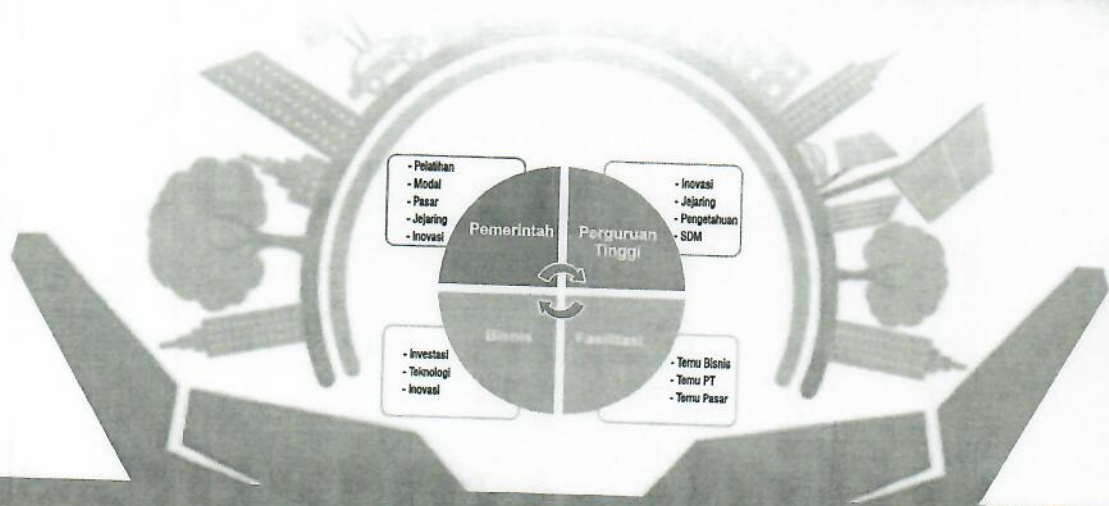 - Pelatihan
- Modal
- Pasar
- Jejaring
- Inovasi
Pemerintah
Perguruan
Tinggi
- Inovasi
- Jejaring
- Pengetahuan
- SDM
- Investasi
- Teknologi
- Inovasi
Bisnis
Fasilitasi
- Temu Bisnis
- Temu PT
- Temu Pasar